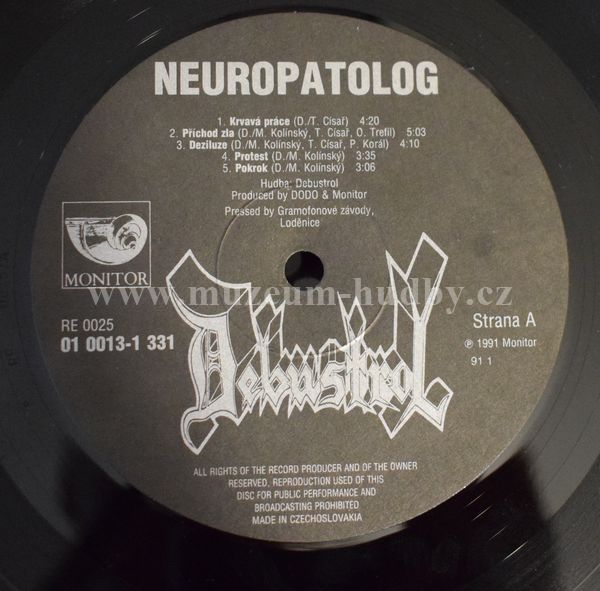 NEUROPATOLOG
1. Krvavá práce (D./T. Císař) 4:20
2. Příchod zla (D./M. Kolínský, T. Císař, O. Trefil) 5:03
3. Deziluze (D./M. Kolínský, T. Císař, P. Korál) 4:10
4. Protest (D./M. Kolínský) 3:35
5. Pokrok (D./M. Kolínský) 3:06
Hudba: Debustrol
Produced by DODO & Monitor
Pressed by Gramofonové závody,
Loděnice
MONITOR
www.muzeum-hudby.cz
RE 0025
01 0013-1 331
Debustrol
Strana A
℗ 1991 Monitor
91 1
ALL RIGHTS OF THE RECORD PRODUCER AND OF THE OWNER
RESERVED. REPRODUCTION USED OF THIS
DISC FOR PUBLIC PERFORMANCE AND
BROADCASTING PROHIBITED
MADE IN CZECHOSLOVAKIA